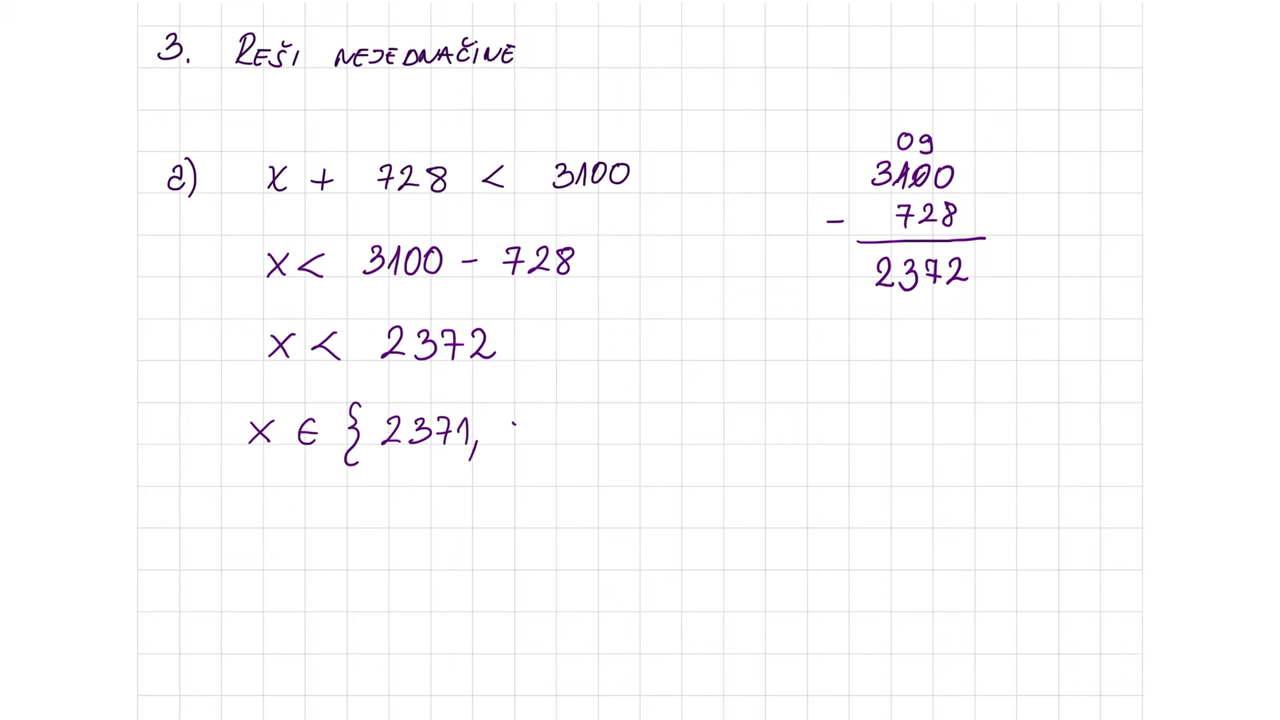 3. REŠI NEJEDNAČINE
a) x + 728 < 3100
x < 3100 - 728
x < 2372
x ∈ } 2371, .
09
3100
- 728
2372